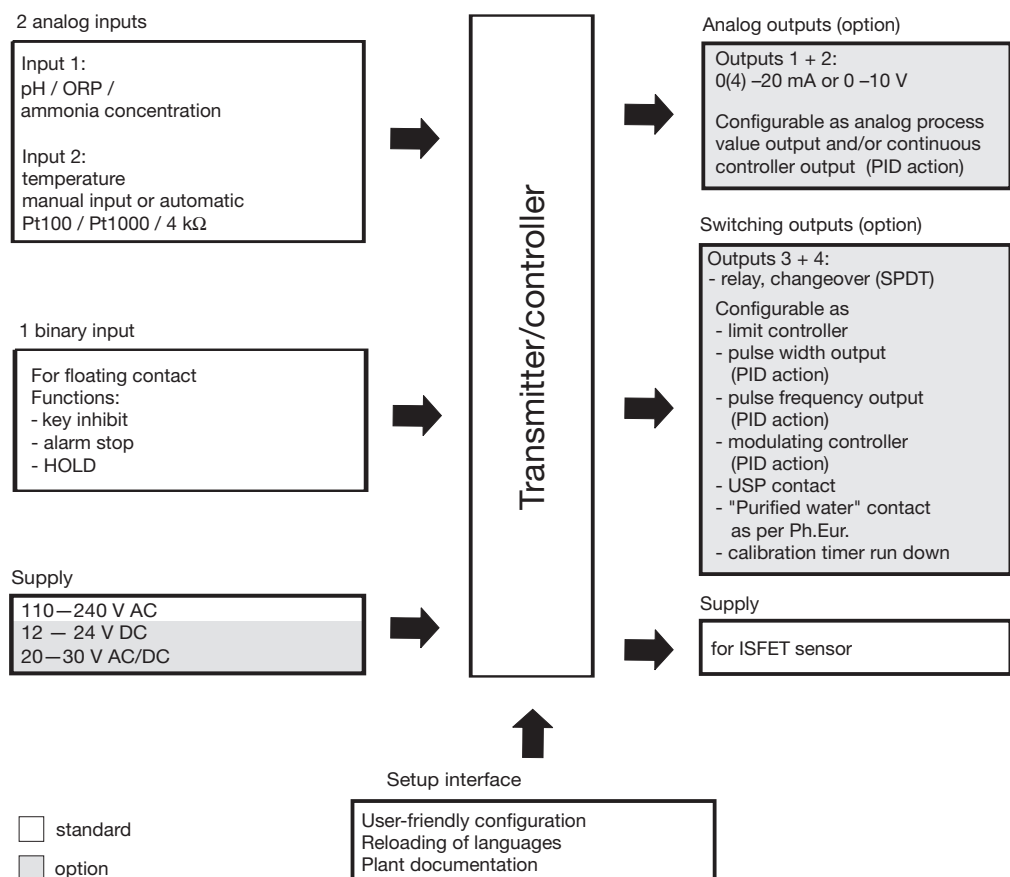 2 analog inputs
Input 1:
pH / ORP /
ammonia concentration
Input 2:
temperature
manual input or automatic
Pt100 / Pt1000 / 4 kΩ
1 binary input
For floating contact
Functions:
- key inhibit
- alarm stop
- HOLD
Supply
110—240 V AC
12 — 24 V DC
20—30 V AC/DC
Transmitter/controller
Analog outputs (option)
Outputs 1 + 2:
0(4) –20 mA or 0 –10 V
Configurable as analog process
value output and/or continuous
controller output (PID action)
Switching outputs (option)
Outputs 3 + 4:
- relay, changeover (SPDT)
Configurable as
- limit controller
- pulse width output
(PID action)
- pulse frequency output
(PID action)
- modulating controller
(PID action)
- USP contact
- "Purified water" contact
as per Ph.Eur.
- calibration timer run down
Supply
for ISFET sensor
Setup interface
User-friendly configuration
Reloading of languages
Plant documentation
standard
option